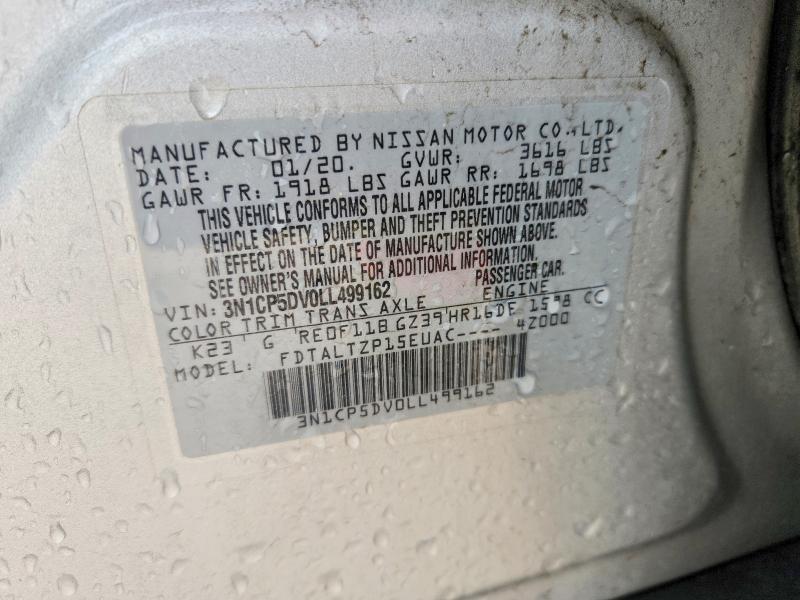 MANUFACTURED BY NISSAN MOTOR CO.,LTD.
DATE: 01/20. GVWR: 3616 LBS
GAWR FR: 1918 LBS GAWR RR: 1698 LBS
THIS VEHICLE CONFORMS TO ALL APPLICABLE FEDERAL MOTOR
VEHICLE SAFETY, BUMPER AND THEFT PREVENTION STANDARDS
IN EFFECT ON THE DATE OF MANUFACTURE SHOWN ABOVE.
SEE OWNER'S MANUAL FOR ADDITIONAL INFORMATION.
VIN: 3N1CP5DV0LL499162 PASSENGER CAR.
COLOR TRIM TRANS AXLE ENGINE
K23 G RE0F11B GZ39 HR16DE 1598 CC
MODEL: FDTALTZP15EUAC---- 4Z000
3N1CP5DV0LL499162